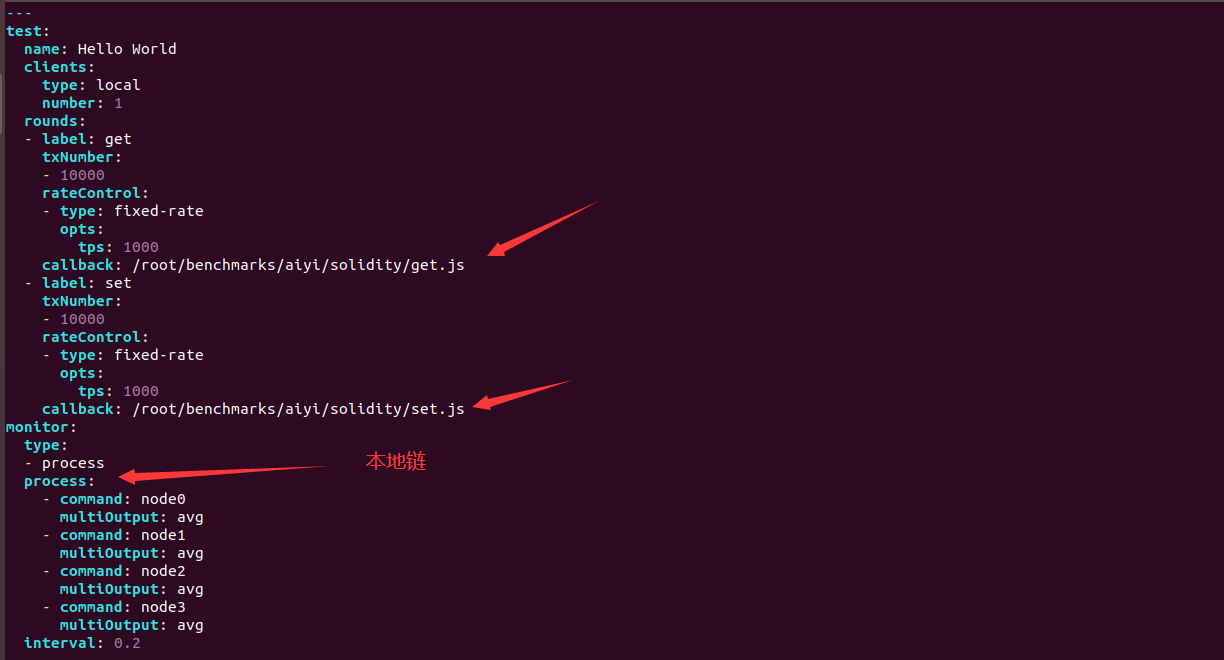 ---
test:
  name: Hello World
  clients:
    type: local
    number: 1
  rounds:
  - label: get
    txNumber:
    - 10000
    rateControl:
    - type: fixed-rate
      opts:
        tps: 1000
    callback: /root/benchmarks/aiyi/solidity/get.js
  - label: set
    txNumber:
    - 10000
    rateControl:
    - type: fixed-rate
      opts:
        tps: 1000
    callback: /root/benchmarks/aiyi/solidity/set.js
monitor:
  type:
  - process
本地链
  process:
    - command: node0
      multiOutput: avg
    - command: node1
      multiOutput: avg
    - command: node2
      multiOutput: avg
    - command: node3
      multiOutput: avg
  interval: 0.2